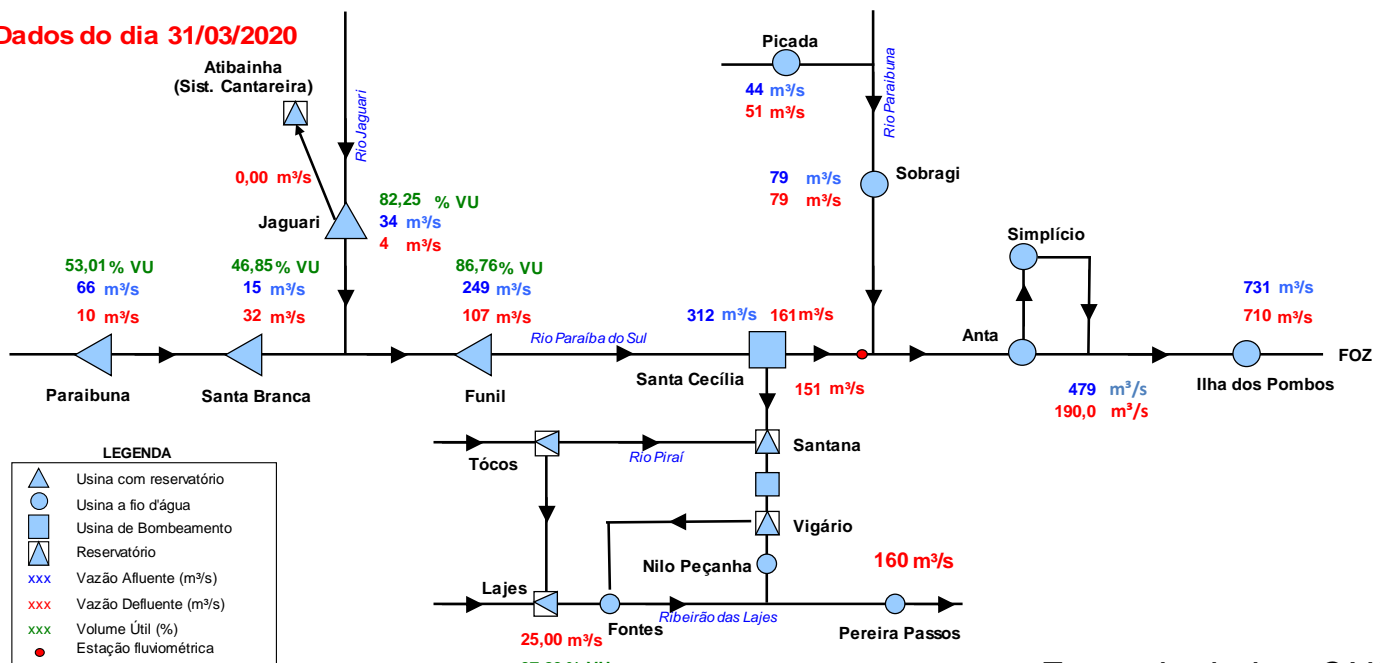 Dados do dia 31/03/2020
Atibainha
(Sist. Cantareira)
Rio Jaguari
0,00 m³/s
Jaguari
82,25 % VU
34 m³/s
4 m³/s
Picada
44 m³/s
51 m³/s
Rio Paraibuna
79 m³/s
79 m³/s
Sobragi
Simplício
53,01 % VU
66 m³/s
10 m³/s
46,85 % VU
15 m³/s
32 m³/s
86,76 % VU
249 m³/s
107 m³/s
Rio Paraíba do Sul
312 m³/s 161 m³/s
731 m³/s
710 m³/s
Anta
FOZ
Paraibuna
Santa Branca
Funil
Santa Cecília
151 m³/s
479 m³/s
190,0 m³/s
Ilha dos Pombos
Tócos
Rio Piraí
Santana
Vigário
Nilo Peçanha
160 m³/s
Lajes
25,00 m³/s
Fontes
Ribeirão das Lajes
Pereira Passos
LEGENDA
Usina com reservatório
Usina a fio d'água
Usina de Bombeamento
Reservatório
xxx Vazão Afluente (m³/s)
xxx Vazão Defluente (m³/s)
xxx Volume Útil (%)
Estação fluviométrica